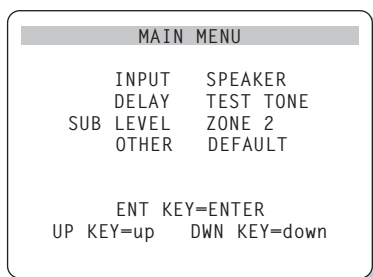 MAIN MENU
INPUT SPEAKER
DELAY TEST TONE
SUB LEVEL ZONE 2
OTHER DEFAULT
ENT KEY=ENTER
UP KEY=up DWN KEY=down